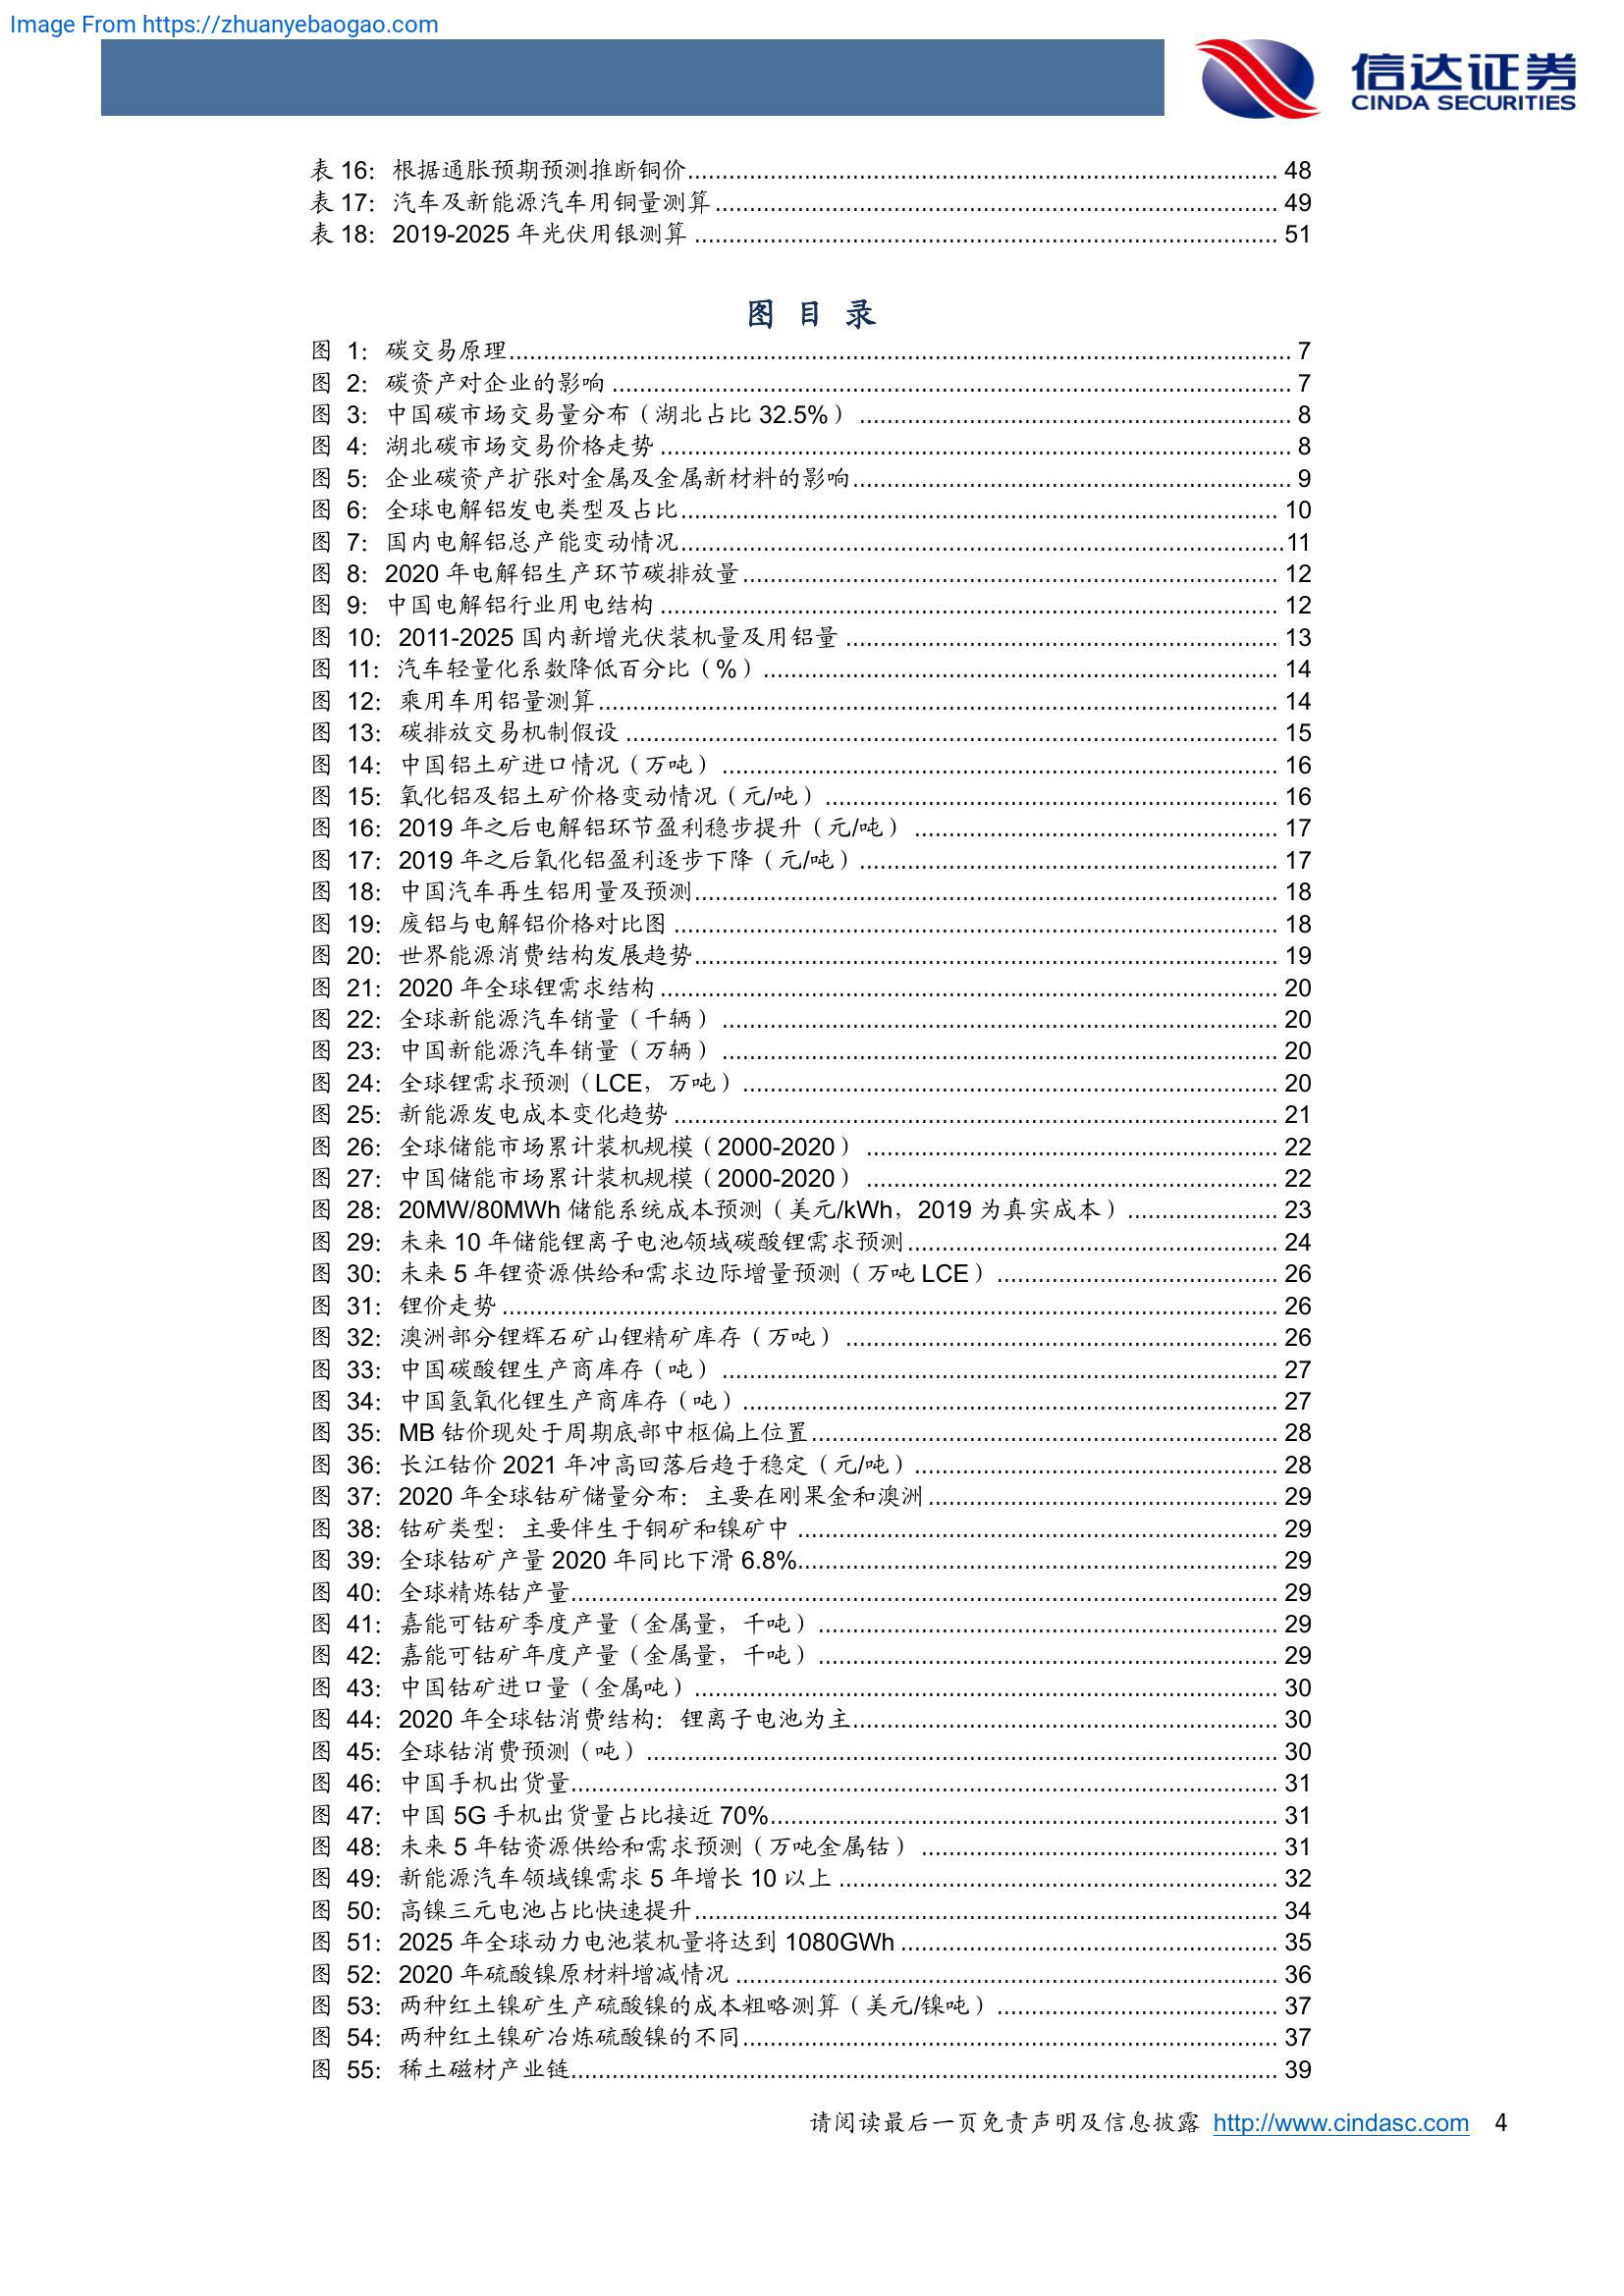 Image From https://zhuanyebaogao.com
信达证券
CINDA SECURITIES
表 16：根据通胀预期预测推断铜价 48
表 17：汽车及新能源汽车用铜量测算 49
表 18：2019-2025 年光伏用银测算 51
图 目 录
图 1：碳交易原理 7
图 2：碳资产对企业的影响 7
图 3：中国碳市场交易量分布（湖北占比 32.5%） 8
图 4：湖北碳市场交易价格走势 8
图 5：企业碳资产扩张对金属及金属新材料的影响 9
图 6：全球电解铝发电类型及占比 10
图 7：国内电解铝总产能变动情况 11
图 8：2020 年电解铝生产环节碳排放量 12
图 9：中国电解铝行业用电结构 12
图 10：2011-2025 国内新增光伏装机量及用铝量 13
图 11：汽车轻量化系数降低百分比（%） 14
图 12：乘用车用铝量测算 14
图 13：碳排放交易机制假设 15
图 14：中国铝土矿进口情况（万吨） 16
图 15：氧化铝及铝土矿价格变动情况（元/吨） 16
图 16：2019 年之后电解铝环节盈利稳步提升（元/吨） 17
图 17：2019 年之后氧化铝盈利逐步下降（元/吨） 17
图 18：中国汽车再生铝用量及预测 18
图 19：废铝与电解铝价格对比图 18
图 20：世界能源消费结构发展趋势 19
图 21：2020 年全球锂需求结构 20
图 22：全球新能源汽车销量（千辆） 20
图 23：中国新能源汽车销量（万辆） 20
图 24：全球锂需求预测（LCE，万吨） 20
图 25：新能源发电成本变化趋势 21
图 26：全球储能市场累计装机规模（2000-2020） 22
图 27：中国储能市场累计装机规模（2000-2020） 22
图 28：20MW/80MWh 储能系统成本预测（美元/kWh，2019 为真实成本） 23
图 29：未来 10 年储能锂离子电池领域碳酸锂需求预测 24
图 30：未来 5 年锂资源供给和需求边际增量预测（万吨 LCE） 26
图 31：锂价走势 26
图 32：澳洲部分锂辉石矿山锂精矿库存（万吨） 26
图 33：中国碳酸锂生产商库存（吨） 27
图 34：中国氢氧化锂生产商库存（吨） 27
图 35：MB 钴价现处于周期底部中枢偏上位置 28
图 36：长江钴价 2021 年冲高回落后趋于稳定（元/吨） 28
图 37：2020 年全球钴矿储量分布：主要在刚果金和澳洲 29
图 38：钴矿类型：主要伴生于铜矿和镍矿中 29
图 39：全球钴矿产量 2020 年同比下滑 6.8% 29
图 40：全球精炼钴产量 29
图 41：嘉能可钴矿季度产量（金属量，千吨） 29
图 42：嘉能可钴矿年度产量（金属量，千吨） 29
图 43：中国钴矿进口量（金属吨） 30
图 44：2020 年全球钴消费结构：锂离子电池为主 30
图 45：全球钴消费预测（吨） 30
图 46：中国手机出货量 31
图 47：中国 5G 手机出货量占比接近 70% 31
图 48：未来 5 年钴资源供给和需求预测（万吨金属钴） 31
图 49：新能源汽车领域镍需求 5 年增长 10 以上 32
图 50：高镍三元电池占比快速提升 34
图 51：2025 年全球动力电池装机量将达到 1080GWh 35
图 52：2020 年硫酸镍原材料增减情况 36
图 53：两种红土镍矿生产硫酸镍的成本粗略测算（美元/镍吨） 37
图 54：两种红土镍矿冶炼硫酸镍的不同 37
图 55：稀土磁材产业链 39
请阅读最后一页免责声明及信息披露 http://www.cindasc.com 4